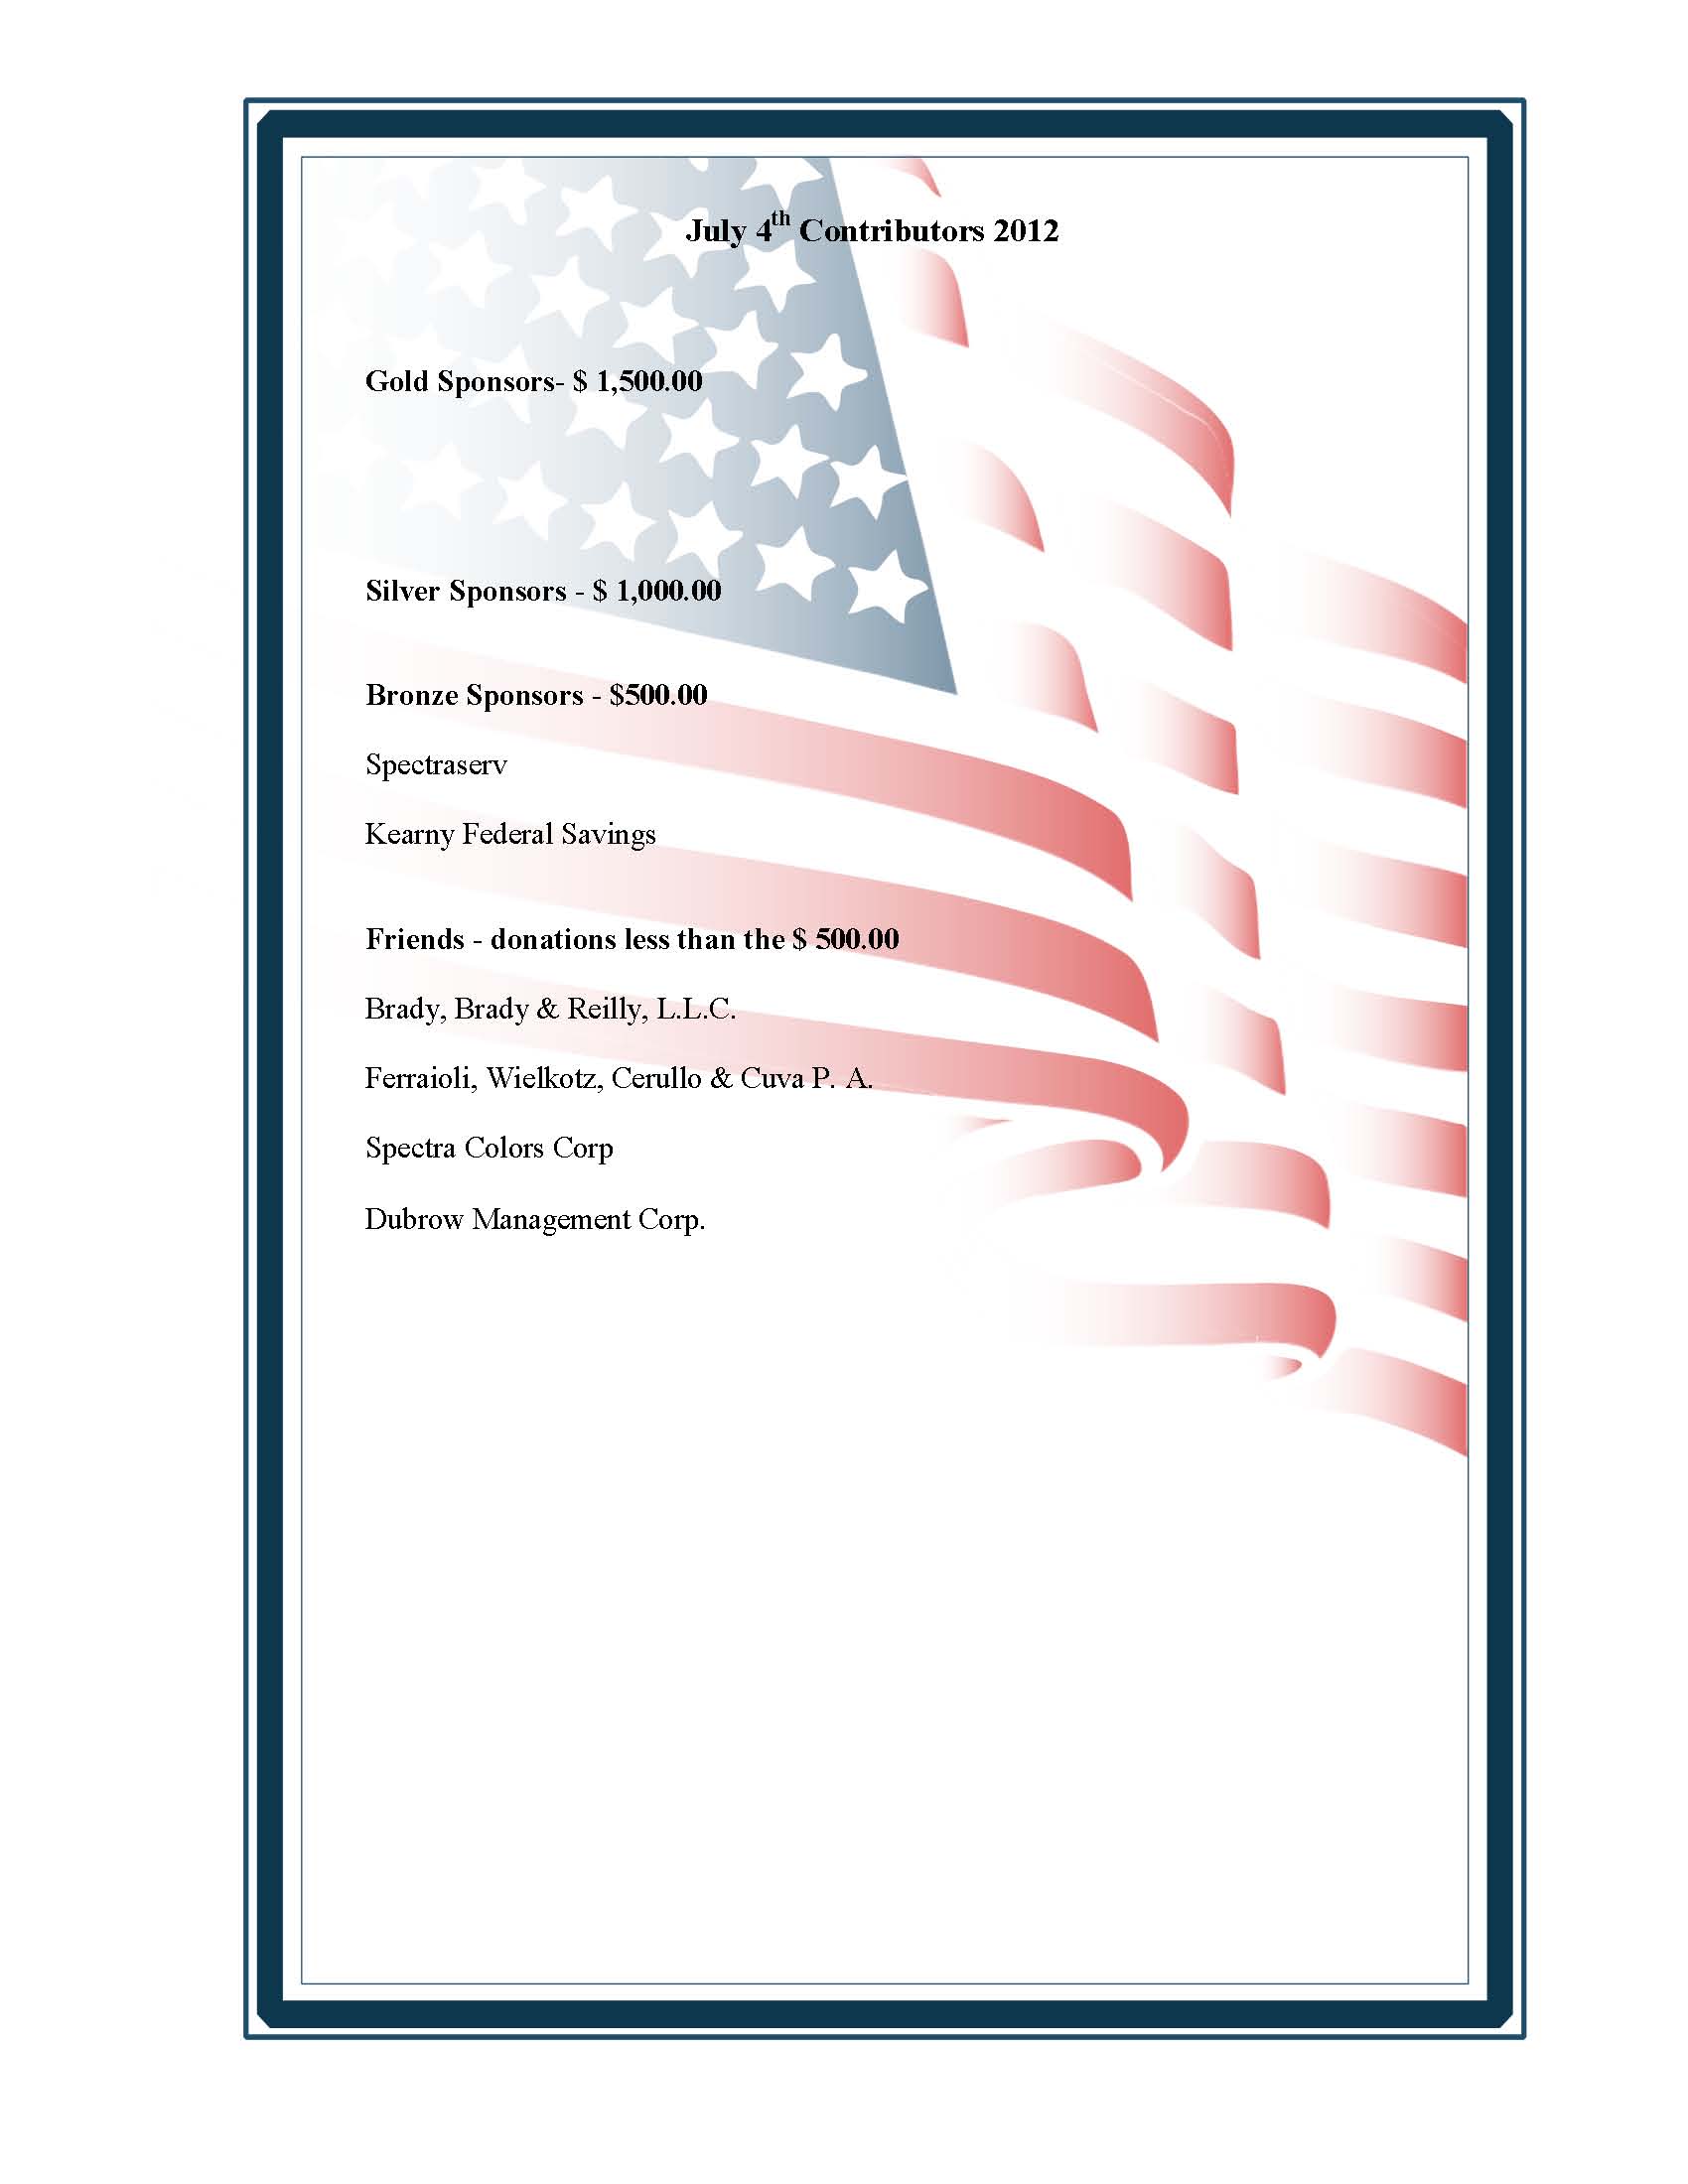 July 4th Contributors 2012
Gold Sponsors- $ 1,500.00
Silver Sponsors - $ 1,000.00
Bronze Sponsors - $500.00
Spectraserv
Kearny Federal Savings
Friends - donations less than the $ 500.00
Brady, Brady & Reilly, L.L.C.
Ferraioli, Wielkotz, Cerullo & Cuva P. A.
Spectra Colors Corp
Dubrow Management Corp.